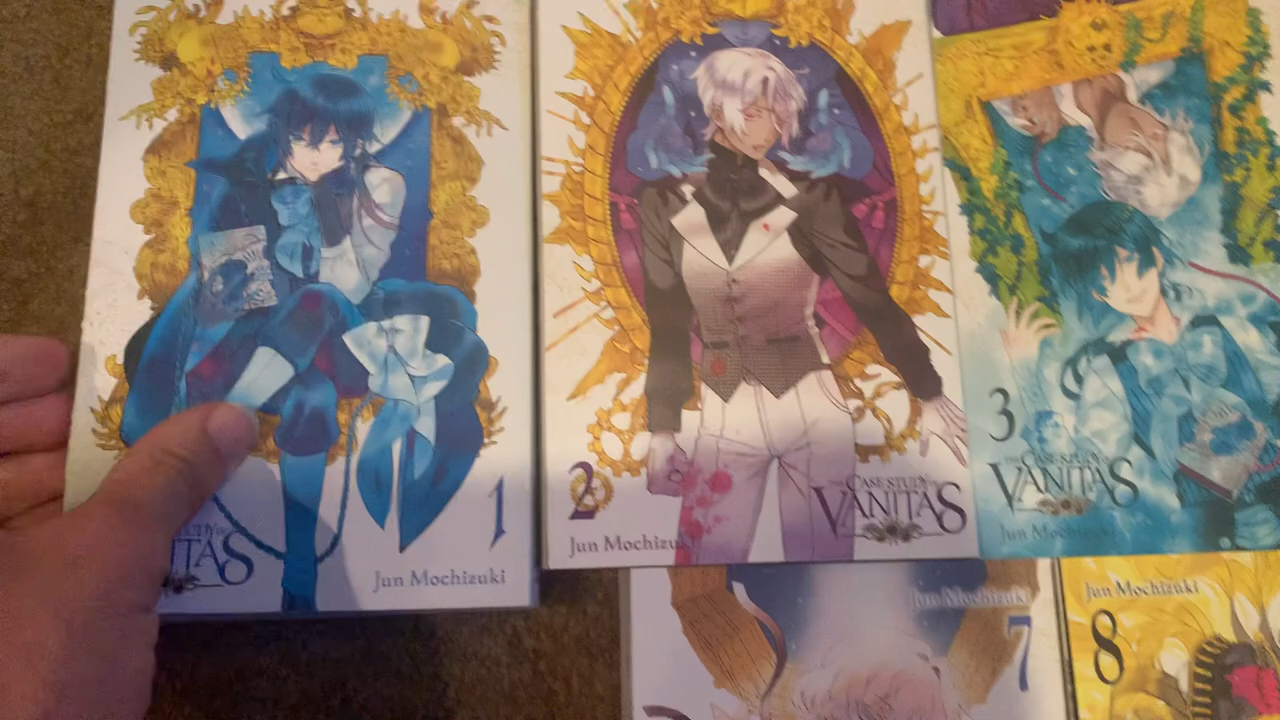 1
TAS
Jun Mochizuki
2
THE CASE STUDY OF
VANITAS
Jun Mochizuki
3
THE CASE STUDY OF
VANITAS
Jun Mochizuki
Jun Mochizuki
7
Jun Mochizuki
8